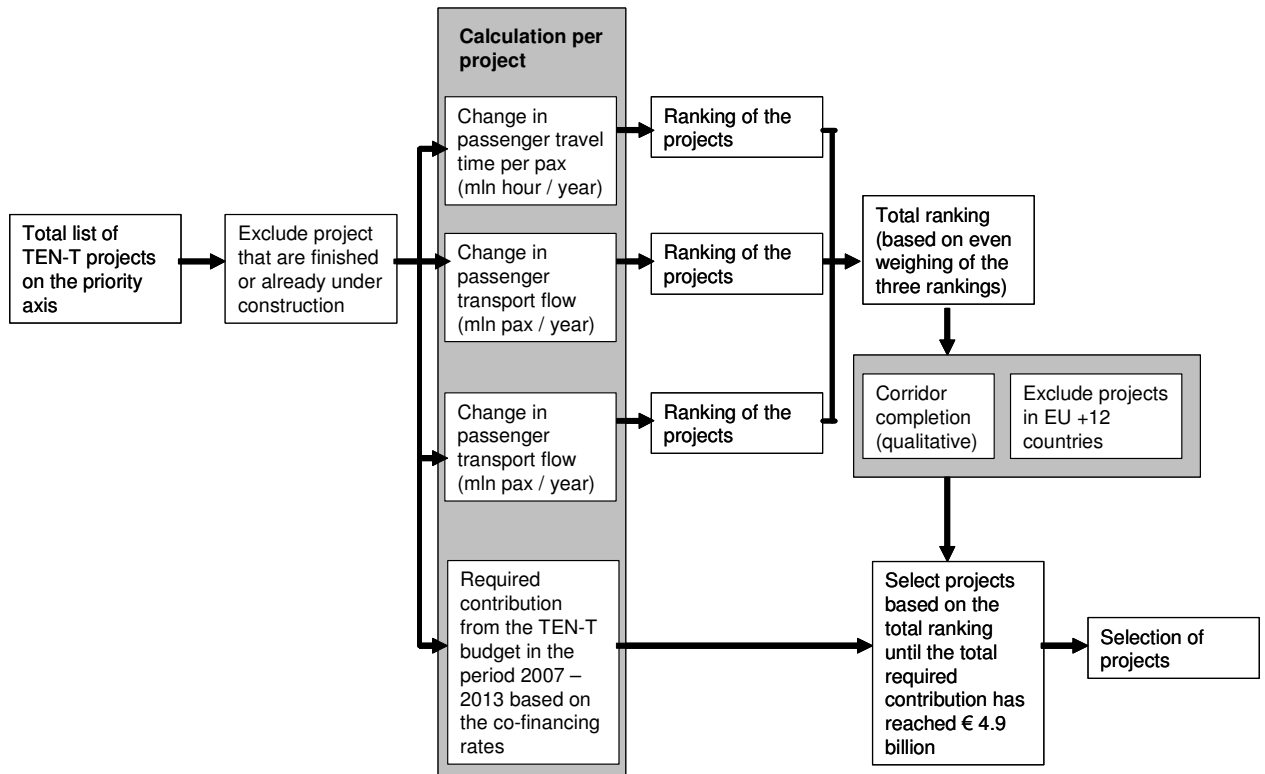 Total list of
TEN-T projects
on the priority
axis
Exclude project
that are finished
or already under
construction
Calculation per
project
Change in
passenger travel
time per pax
(mln hour / year)
Ranking of the
projects
Change in
passenger
transport flow
(mln pax / year)
Ranking of the
projects
Change in
passenger
transport flow
(mln pax / year)
Ranking of the
projects
Required
contribution
from the TEN-T
budget in the
period 2007 –
2013 based on
the co-financing
rates
Total ranking
(based on even
weighing of the
three rankings)
Corridor
completion
(qualitative)
Exclude projects
in EU +12
countries
Select projects
based on the
total ranking
until the total
required
contribution has
reached € 4.9
billion
Selection of
projects